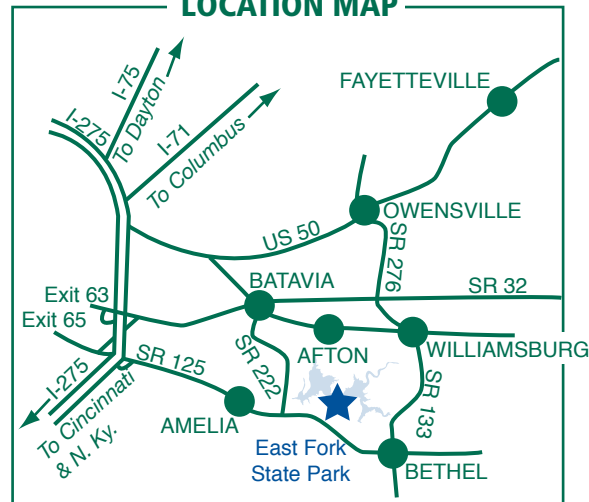 LOCATION MAP
I-75
To Dayton
I-275
I-71
To Columbus
FAYETTEVILLE
OWENSVILLE
US 50
SR 276
BATAVIA
SR 32
Exit 63
Exit 65
AFTON
WILLIAMSBURG
SR 125
SR 222
SR 133
I-275
To Cincinnati
& N. Ky.
AMELIA
East Fork
State Park
BETHEL